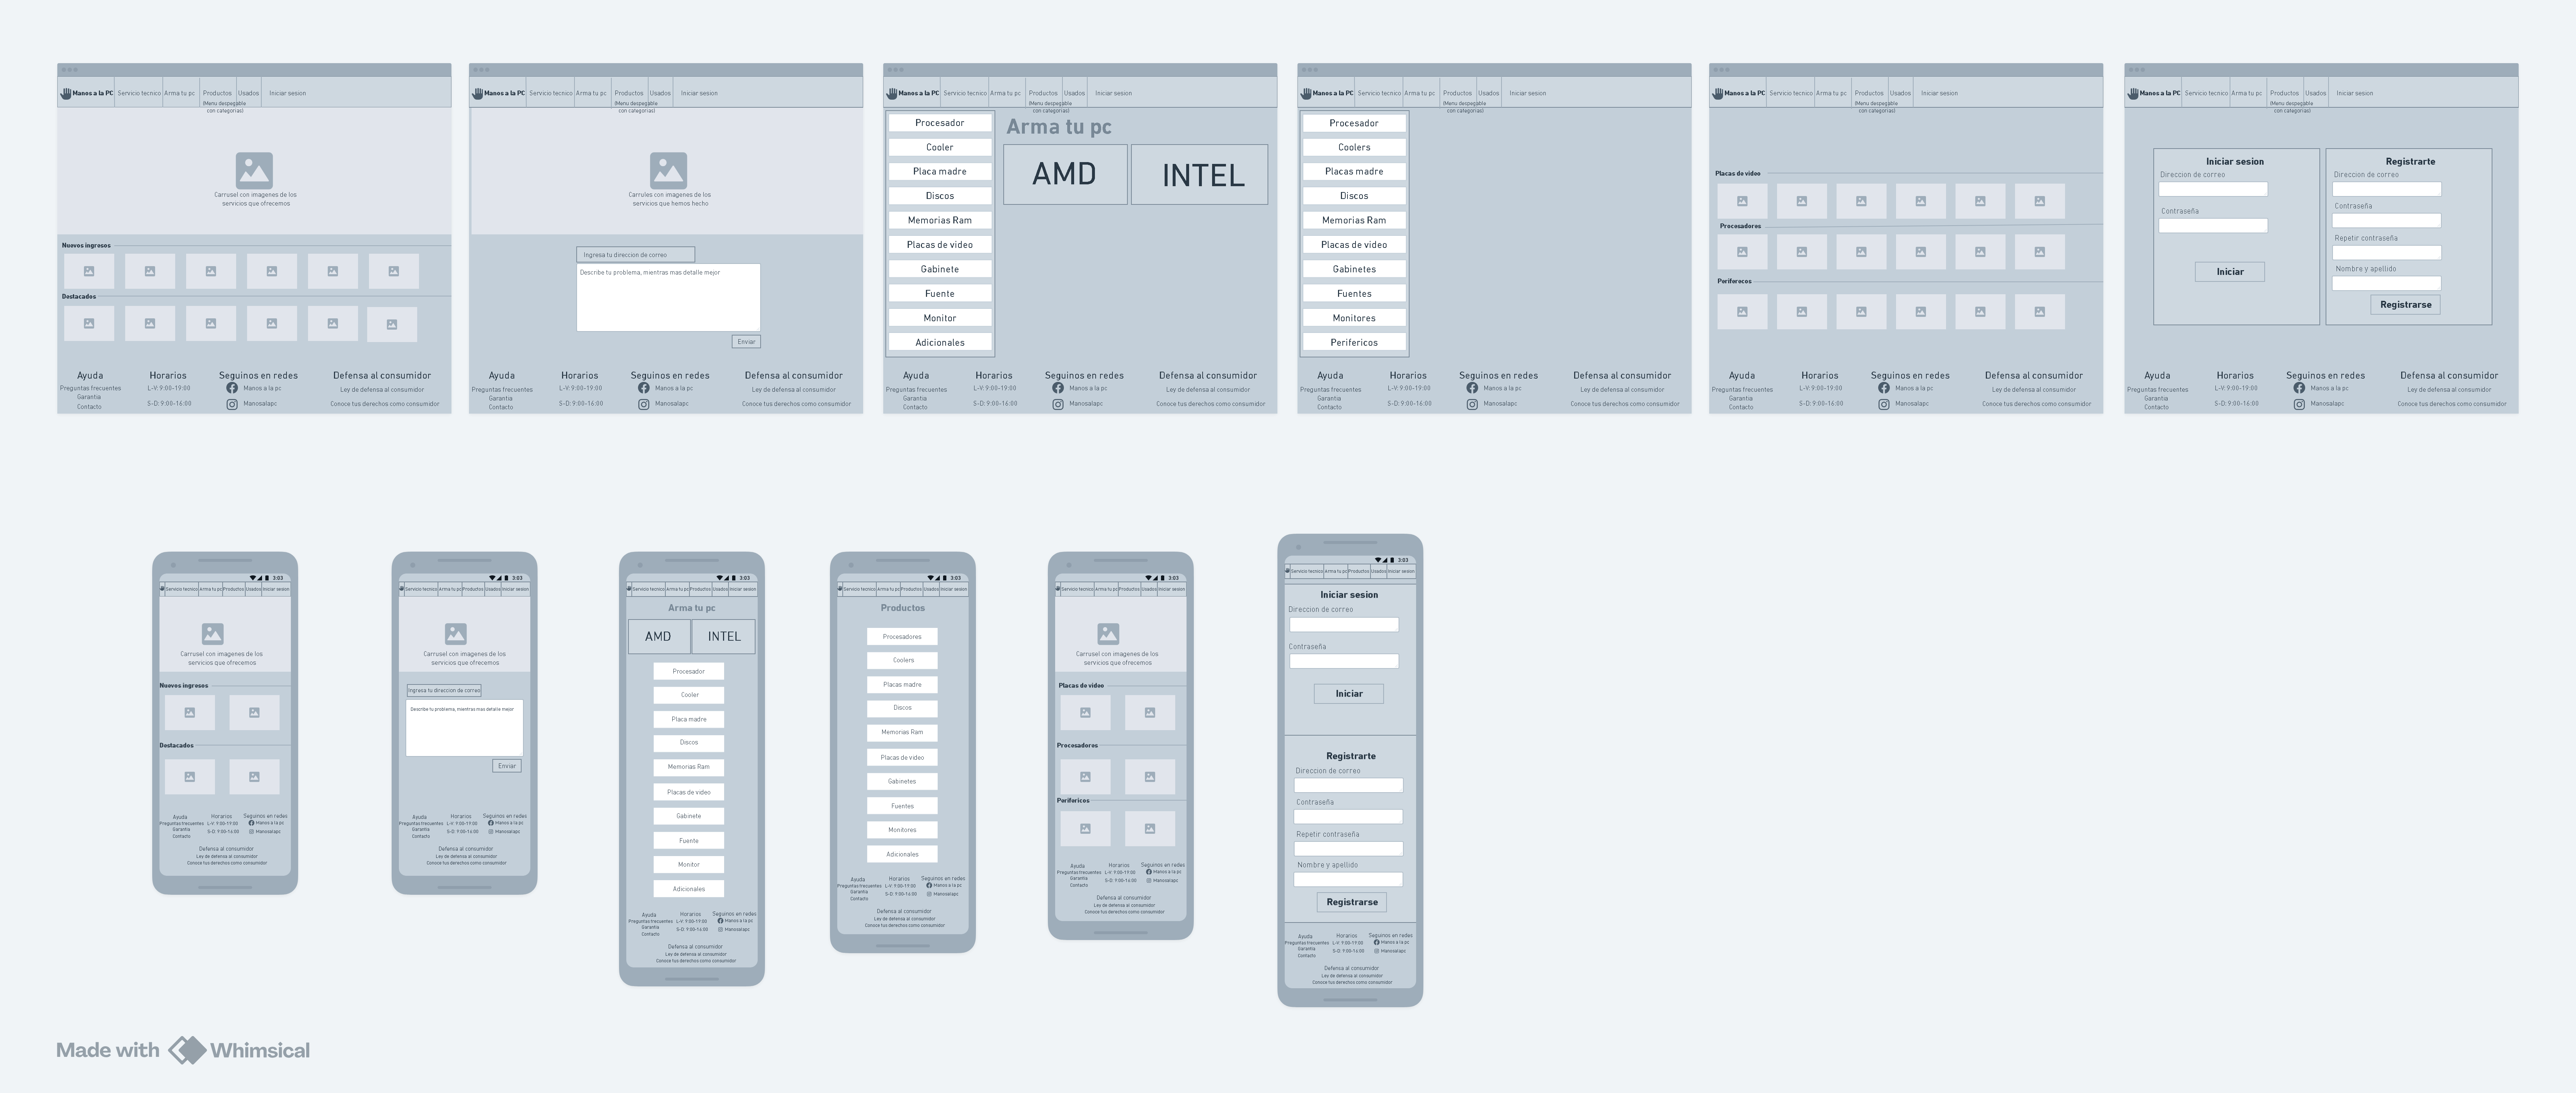 Manos a la PC
Servicio tecnico
Arma tu pc
Productos
Usados
Iniciar sesion
(Menu despegable
con categorias)
Carrusel con imagenes de los
servicios que ofrecemos
Nuevos ingresos
Destacados
Ayuda
Preguntas frecuentes
Garantia
Contacto
Horarios
L-V: 9:00-19:00
S-D: 9:00-16:00
Seguinos en redes
Manos a la pc
Manosalapc
Defensa al consumidor
Ley de defensa al consumidor
Conoce tus derechos como consumidor
Manos a la PC
Servicio tecnico
Arma tu pc
Productos
Usados
Iniciar sesion
(Menu despegable
con categorias)
Carrules con imagenes de los
servicios que hemos hecho
Ingresa tu direccion de correo
Describe tu problema, mientras mas detalle mejor
Enviar
Ayuda
Preguntas frecuentes
Garantia
Contacto
Horarios
L-V: 9:00-19:00
S-D: 9:00-16:00
Seguinos en redes
Manos a la pc
Manosalapc
Defensa al consumidor
Ley de defensa al consumidor
Conoce tus derechos como consumidor
Manos a la PC
Servicio tecnico
Arma tu pc
Productos
Usados
Iniciar sesion
(Menu despegable
con categorias)
Procesador
Cooler
Placa madre
Discos
Memorias Ram
Placas de video
Gabinete
Fuente
Monitor
Adicionales
Arma tu pc
AMD
INTEL
Ayuda
Preguntas frecuentes
Garantia
Contacto
Horarios
L-V: 9:00-19:00
S-D: 9:00-16:00
Seguinos en redes
Manos a la pc
Manosalapc
Defensa al consumidor
Ley de defensa al consumidor
Conoce tus derechos como consumidor
Manos a la PC
Servicio tecnico
Arma tu pc
Productos
Usados
Iniciar sesion
(Menu despegable
con categorias)
Procesador
Coolers
Placas madre
Discos
Memorias Ram
Placas de video
Gabinetes
Fuentes
Monitores
Perifericos
Ayuda
Preguntas frecuentes
Garantia
Contacto
Horarios
L-V: 9:00-19:00
S-D: 9:00-16:00
Seguinos en redes
Manos a la pc
Manosalapc
Defensa al consumidor
Ley de defensa al consumidor
Conoce tus derechos como consumidor
Manos a la PC
Servicio tecnico
Arma tu pc
Productos
Usados
Iniciar sesion
(Menu despegable
con categorias)
Placas de video
Procesadores
Periferecos
Ayuda
Preguntas frecuentes
Garantia
Contacto
Horarios
L-V: 9:00-19:00
S-D: 9:00-16:00
Seguinos en redes
Manos a la pc
Manosalapc
Defensa al consumidor
Ley de defensa al consumidor
Conoce tus derechos como consumidor
Manos a la PC
Servicio tecnico
Arma tu pc
Productos
Usados
Iniciar sesion
(Menu despegable
con categorias)
Iniciar sesion
Direccion de correo
Contraseña
Iniciar
Registrarte
Direccion de correo
Contraseña
Repetir contraseña
Nombre y apellido
Registrarse
Ayuda
Preguntas frecuentes
Garantia
Contacto
Horarios
L-V: 9:00-19:00
S-D: 9:00-16:00
Seguinos en redes
Manos a la pc
Manosalapc
Defensa al consumidor
Ley de defensa al consumidor
Conoce tus derechos como consumidor
3:03
Servicio tecnico
Arma tu pc
Productos
Usados
Iniciar sesion
Carrusel con imagenes de los
servicios que ofrecemos
Nuevos ingresos
Destacados
Ayuda
Preguntas frecuentes
Garantia
Contacto
Horarios
L-V: 9:00-19:00
S-D: 9:00-16:00
Seguinos en redes
Manos a la pc
Manosalapc
Defensa al consumidor
Ley de defensa al consumidor
Conoce tus derechos como consumidor
3:03
Servicio tecnico
Arma tu pc
Productos
Usados
Iniciar sesion
Carrusel con imagenes de los
servicios que ofrecemos
Ingresa tu direccion de correo
Describe tu problema, mientras mas detalle mejor
Enviar
Ayuda
Preguntas frecuentes
Garantia
Contacto
Horarios
L-V: 9:00-19:00
S-D: 9:00-16:00
Seguinos en redes
Manos a la pc
Manosalapc
Defensa al consumidor
Ley de defensa al consumidor
Conoce tus derechos como consumidor
3:03
Servicio tecnico
Arma tu pc
Productos
Usados
Iniciar sesion
Arma tu pc
AMD
INTEL
Procesador
Cooler
Placa madre
Discos
Memorias Ram
Placas de video
Gabinete
Fuente
Monitor
Adicionales
Ayuda
Preguntas frecuentes
Garantia
Contacto
Horarios
L-V: 9:00-19:00
S-D: 9:00-16:00
Seguinos en redes
Manos a la pc
Manosalapc
Defensa al consumidor
Ley de defensa al consumidor
Conoce tus derechos como consumidor
3:03
Servicio tecnico
Arma tu pc
Productos
Usados
Iniciar sesion
Productos
Procesadores
Coolers
Placas madre
Discos
Memorias Ram
Placas de video
Gabinetes
Fuentes
Monitores
Adicionales
Ayuda
Preguntas frecuentes
Garantia
Contacto
Horarios
L-V: 9:00-19:00
S-D: 9:00-16:00
Seguinos en redes
Manos a la pc
Manosalapc
Defensa al consumidor
Ley de defensa al consumidor
Conoce tus derechos como consumidor
3:03
Servicio tecnico
Arma tu pc
Productos
Usados
Iniciar sesion
Carrusel con imagenes de los
servicios que ofrecemos
Placas de video
Procesadores
Perifericos
Ayuda
Preguntas frecuentes
Garantia
Contacto
Horarios
L-V: 9:00-19:00
S-D: 9:00-16:00
Seguinos en redes
Manos a la pc
Manosalapc
Defensa al consumidor
Ley de defensa al consumidor
Conoce tus derechos como consumidor
3:03
Servicio tecnico
Arma tu pc
Productos
Usados
Iniciar sesion
Iniciar sesion
Direccion de correo
Contraseña
Iniciar
Registrarte
Direccion de correo
Contraseña
Repetir contraseña
Nombre y apellido
Registrarse
Ayuda
Preguntas frecuentes
Garantia
Contacto
Horarios
L-V: 9:00-19:00
S-D: 9:00-16:00
Seguinos en redes
Manos a la pc
Manosalapc
Defensa al consumidor
Ley de defensa al consumidor
Conoce tus derechos como consumidor
Made with Whimsical